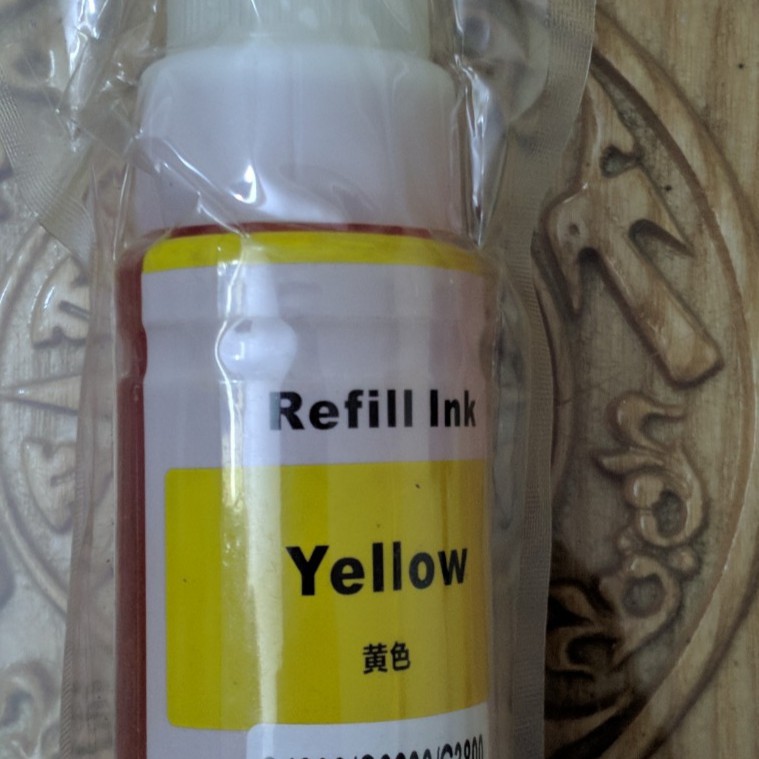 Refill Ink
Yellow
黄色